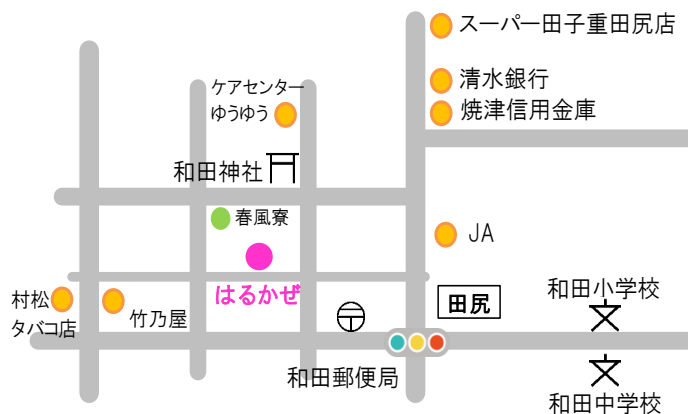 スーパー田子重田尻店
清水銀行
焼津信用金庫
ケアセンター
ゆうゆう
和田神社
春風寮
JA
はるかぜ
田尻
和田小学校
村松
タバコ店
竹乃屋
和田郵便局
和田中学校